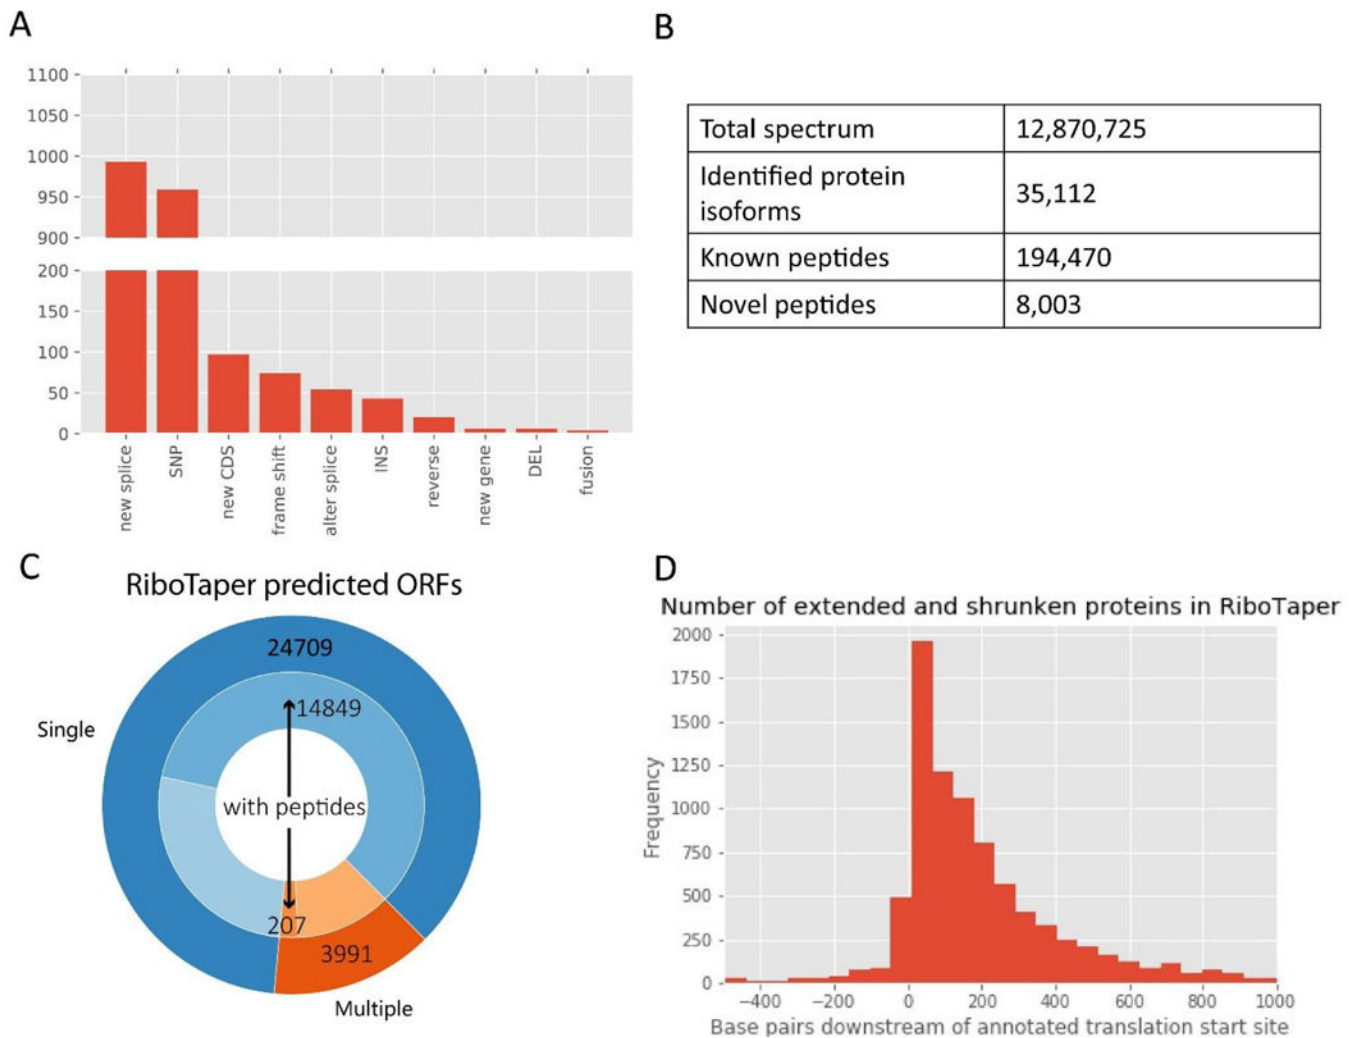 A
1100
1050
1000
950
900
200
150
100
50
0
new splice
SNP
new CDS
frame shift
alter splice
INS
reverse
new gene
DEL
fusion
B
Total spectrum 12,870,725
Identified protein
isoforms
35,112
Known peptides 194,470
Novel peptides 8,003
C
RiboTaper predicted ORFs
24709
14849
Single
with peptides
207
3991
Multiple
D
Number of extended and shrunken proteins in RiboTaper
2000
1750
1500
1250
1000
750
500
250
0
Frequency
−400 −200 0 200 400 600 800 1000
Base pairs downstream of annotated translation start site